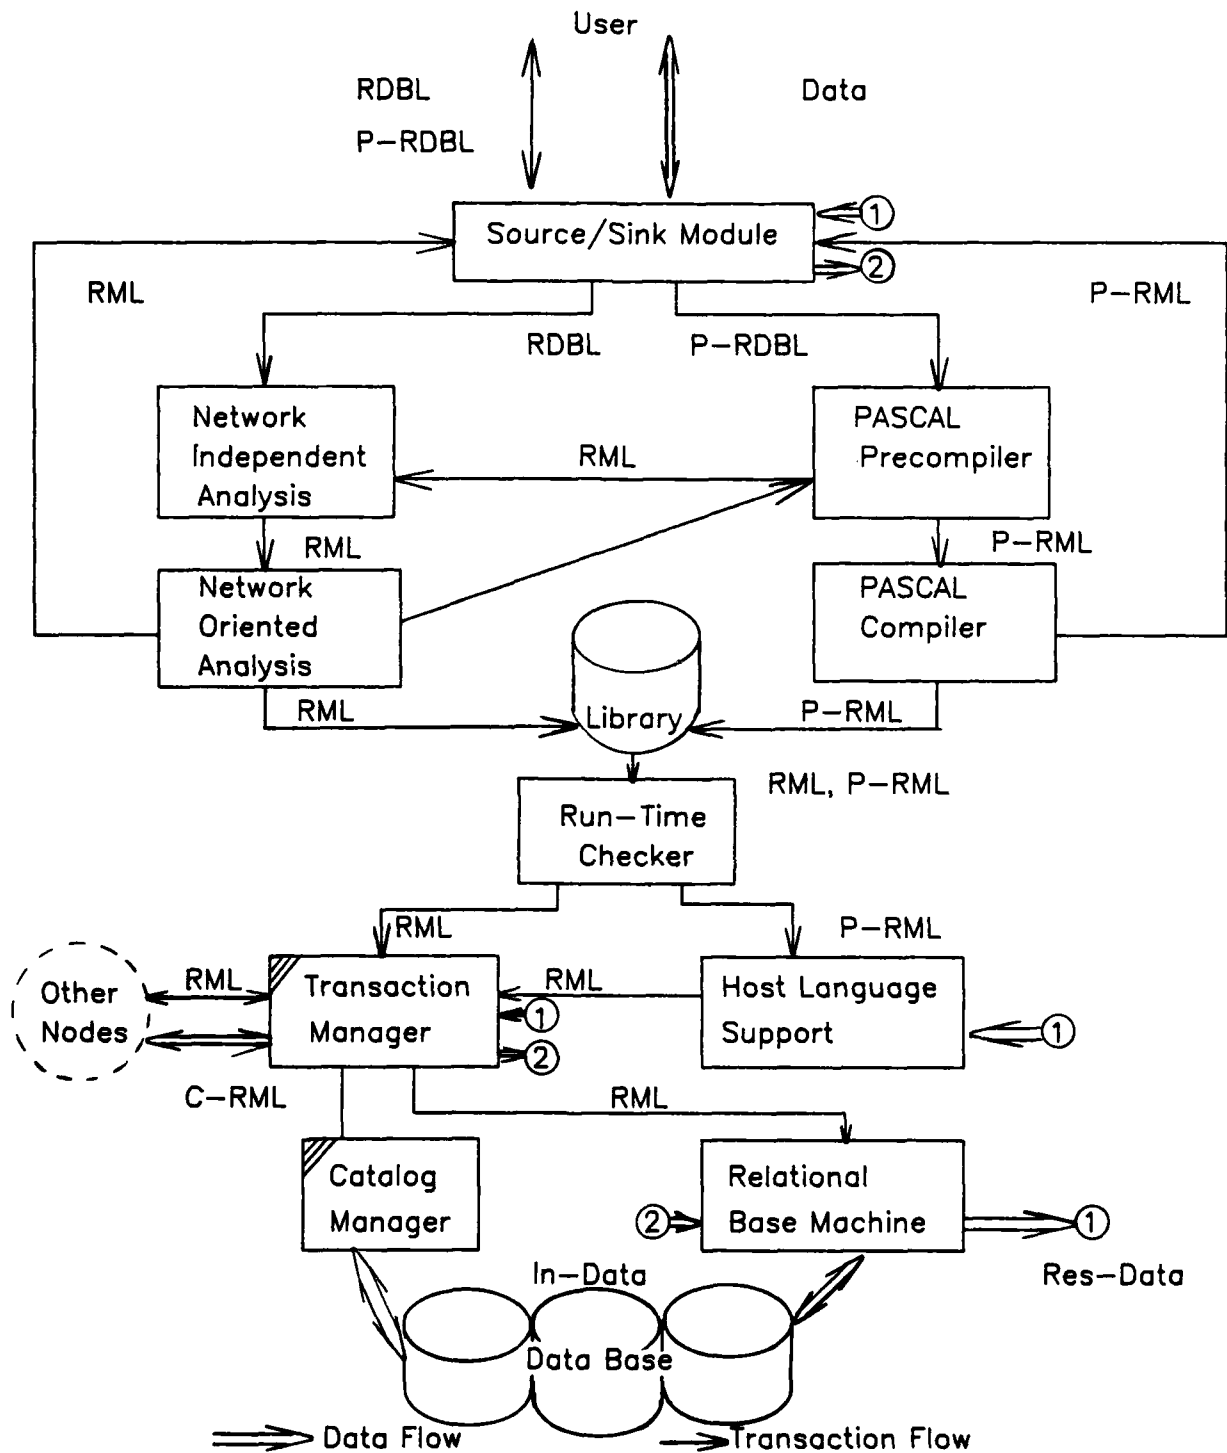 User
RDBL
Data
P-RDBL
1
Source/Sink Module
2
RML
P-RML
RDBL
P-RDBL
Network
Independent
Analysis
RML
PASCAL
Precompiler
RML
P-RML
Network
Oriented
Analysis
PASCAL
Compiler
RML
Library
P-RML
RML, P-RML
Run-Time
Checker
RML
P-RML
Other
Nodes
RML
Transaction
Manager
1
2
RML
Host Language
Support
1
C-RML
RML
Catalog
Manager
2
Relational
Base Machine
1
In-Data
Res-Data
Data Base
Data Flow
Transaction Flow